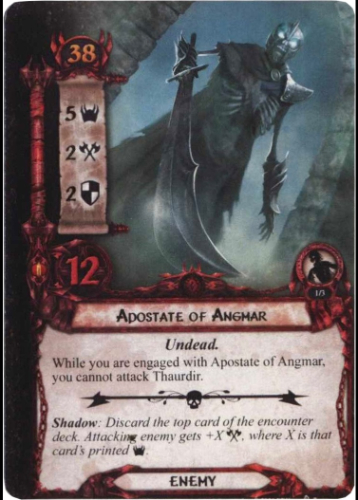 38
5
2
2
12
1/3
Apostate of Angmar
Undead.
While you are engaged with Apostate of Angmar,
you cannot attack Thaurdir.
Shadow: Discard the top card of the encounter
deck. Attacking enemy gets +X , where X is that
card's printed .
ENEMY